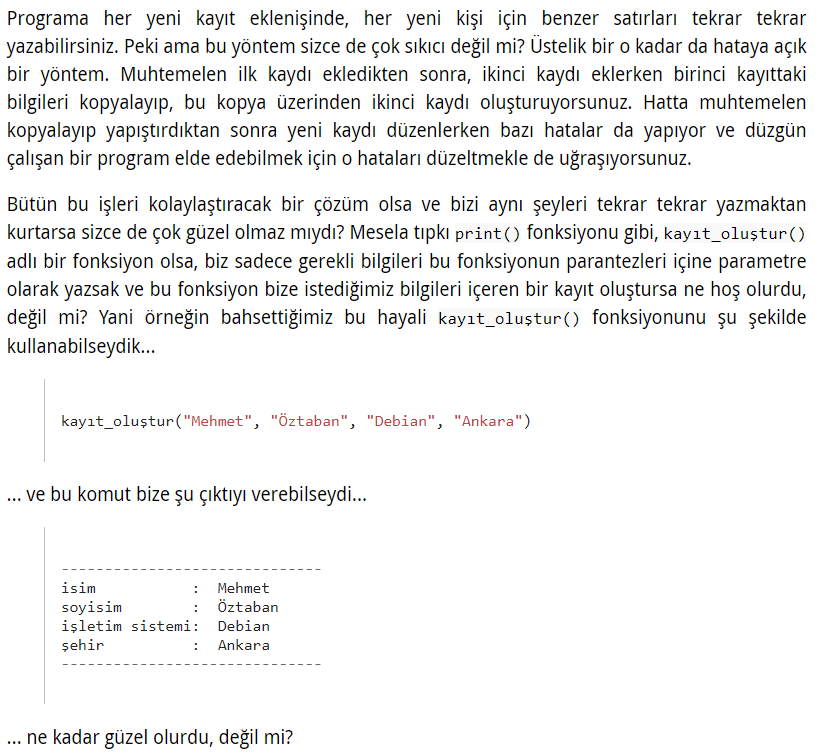 Programa her yeni kayıt eklenişinde, her yeni kişi için benzer satırları tekrar tekrar
yazabilirsiniz. Peki ama bu yöntem sizce de çok sıkıcı değil mi? Üstelik bir o kadar da hataya açık
bir yöntem. Muhtemelen ilk kaydı ekledikten sonra, ikinci kaydı eklerken birinci kayıttaki
bilgileri kopyalayıp, bu kopya üzerinden ikinci kaydı oluşturuyorsunuz. Hatta muhtemelen
kopyalayıp yapıştırdıktan sonra yeni kaydı düzenlerken bazı hatalar da yapıyor ve düzgün
çalışan bir program elde edebilmek için o hataları düzeltmekle de uğraşıyorsunuz.
Bütün bu işleri kolaylaştıracak bir çözüm olsa ve bizi aynı şeyleri tekrar tekrar yazmaktan
kurtarsa sizce de çok güzel olmaz mıydı? Mesela tıpkı print() fonksiyonu gibi, kayıt_oluştur()
adlı bir fonksiyon olsa, biz sadece gerekli bilgileri bu fonksiyonun parantezleri içine parametre
olarak yazsak ve bu fonksiyon bize istediğimiz bilgileri içeren bir kayıt oluştursa ne hoş olurdu,
değil mi? Yani örneğin bahsettiğimiz bu hayali kayıt_oluştur() fonksiyonunu şu şekilde
kullanabilseydik...
kayıt_oluştur("Mehmet", "Öztaban", "Debian", "Ankara")
... ve bu komut bize şu çıktıyı verebilseydi...
------------------------------
isim           :  Mehmet
soyisim        :  Öztaban
işletim sistemi:  Debian
şehir          :  Ankara
------------------------------
... ne kadar güzel olurdu, değil mi?